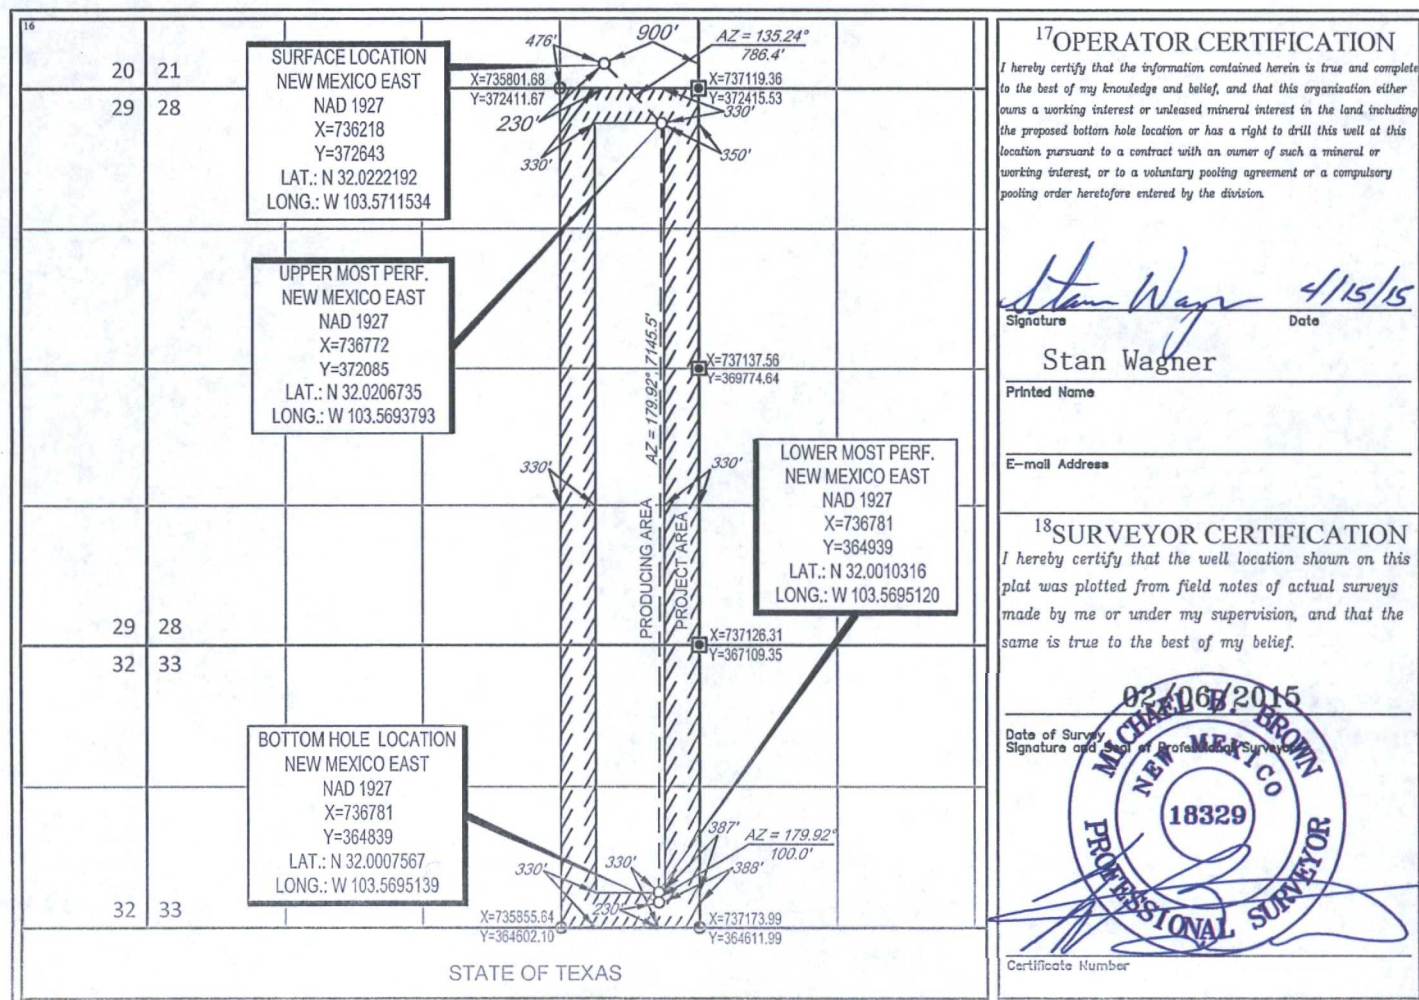 16
20 21
29 28
29 28
32 33
32 33
SURFACE LOCATION
NEW MEXICO EAST
NAD 1927
X=736218
Y=372643
LAT.: N 32.0222192
LONG.: W 103.5711534
UPPER MOST PERF.
NEW MEXICO EAST
NAD 1927
X=736772
Y=372085
LAT.: N 32.0206735
LONG.: W 103.5693793
BOTTOM HOLE LOCATION
NEW MEXICO EAST
NAD 1927
X=736781
Y=364839
LAT.: N 32.0007567
LONG.: W 103.5695139
476'
900'
AZ = 135.24°
786.4'
X=735801.68
Y=372411.67
X=737119.36
Y=372415.53
230'
330'
330'
350'
AZ = 179.92° 7145.5'
X=737137.56
Y=369774.64
330'
330'
PRODUCING AREA
PROJECT AREA
LOWER MOST PERF.
NEW MEXICO EAST
NAD 1927
X=736781
Y=364939
LAT.: N 32.0010316
LONG.: W 103.5695120
X=737126.31
Y=367109.35
387'
AZ = 179.92°
100.0'
330'
330'
388'
230'
X=735855.64
Y=364602.10
X=737173.99
Y=364611.99
STATE OF TEXAS
17 OPERATOR CERTIFICATION
I hereby certify that the information contained herein is true and complete
to the best of my knowledge and belief, and that this organization either
owns a working interest or unleased mineral interest in the land including
the proposed bottom hole location or has a right to drill this well at this
location pursuant to a contract with an owner of such a mineral or
working interest, or to a voluntary pooling agreement or a compulsory
pooling order heretofore entered by the division.
Stan Wagner 4/15/15
Signature Date
Stan Wagner
Printed Name
E-mail Address
18 SURVEYOR CERTIFICATION
I hereby certify that the well location shown on this
plat was plotted from field notes of actual surveys
made by me or under my supervision, and that the
same is true to the best of my belief.
02/06/2015
Date of Survey
Signature and Seal of Professional Surveyor
MICHAEL B. BROWN
NEW MEXICO
18329
PROFESSIONAL SURVEYOR
Certificate Number